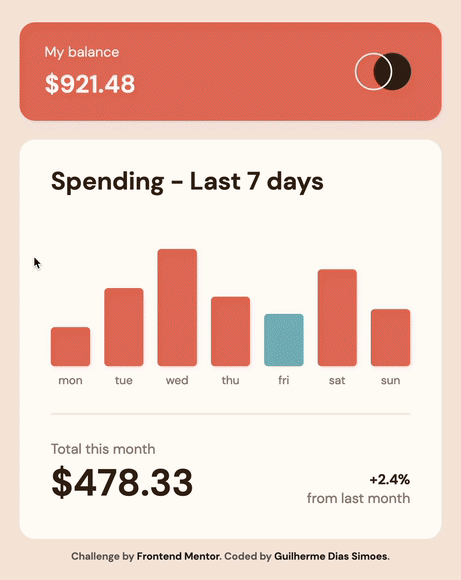 My balance
$921.48
Spending - Last 7 days
mon tue wed thu fri sat sun
Total this month
$478.33
+2.4%
from last month
Challenge by Frontend Mentor. Coded by Guilherme Dias Simoes.